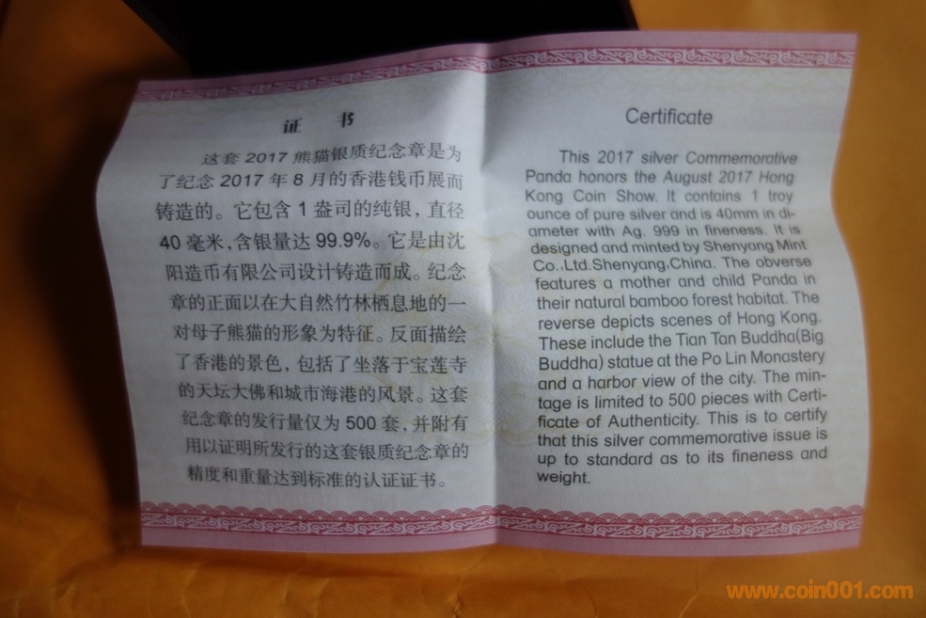 证 书
这套 2017 熊猫银质纪念章是为
了纪念 2017 年 8 月的香港钱币展而
铸造的。它包含 1 盎司的纯银，直径
40 毫米，含银量达 99.9%。它是由沈
阳造币有限公司设计铸造而成。纪念
章的正面以在大自然竹林栖息地的一
对母子熊猫的形象为特征。反面描绘
了香港的景色，包括了坐落于宝莲寺
的天坛大佛和城市海港的风景。这套
纪念章的发行量仅为 500 套，并附有
用以证明所发行的这套银质纪念章的
精度和重量达到标准的认证证书。
Certificate
This 2017 silver Commemorative
Panda honors the August 2017 Hong
Kong Coin Show. It contains 1 troy
ounce of pure silver and is 40mm in di-
ameter with Ag. 999 in fineness. It is
designed and minted by Shenyang Mint
Co.,Ltd.Shenyang,China. The obverse
features a mother and child Panda in
their natural bamboo forest habitat. The
reverse depicts scenes of Hong Kong.
These include the Tian Tan Buddha(Big
Buddha) statue at the Po Lin Monastery
and a harbor view of the city. The min-
tage is limited to 500 pieces with Certi-
ficate of Authenticity. This is to certify
that this silver commemorative issue is
up to standard as to its fineness and
weight.
www.coin001.com